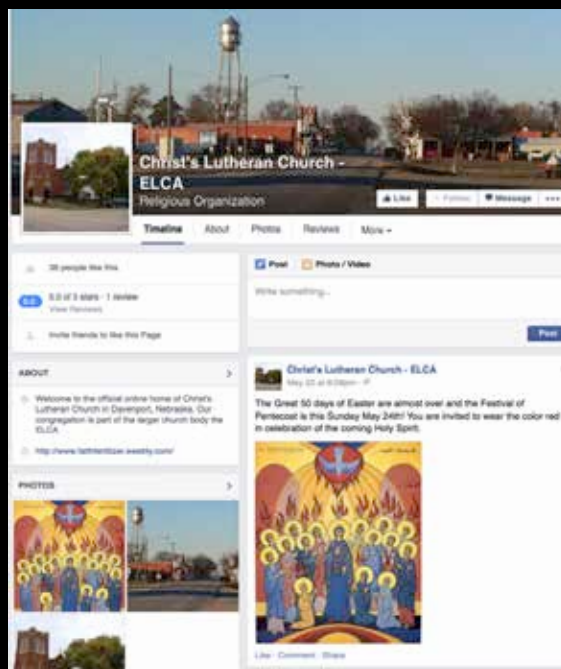 Christ's Lutheran Church -
ELCA
Religious Organization
Like
Follow
Message
Timeline
About
Photos
Reviews
More
38 people like this
5.0 of 5 stars · 1 review
View Reviews
Invite friends to like this Page
ABOUT
Welcome to the official online home of Christ's
Lutheran Church in Davenport, Nebraska. Our
congregation is part of the larger church body the
ELCA
PHOTOS
Post
Photo / Video
Write something...
Post
Christ's Lutheran Church - ELCA
The Great 50 days of Easter are almost over and the Festival of
Pentecost is this Sunday May 24th! You are invited to wear the color red
in celebration of the coming Holy Spirit.
Like · Comment · Share